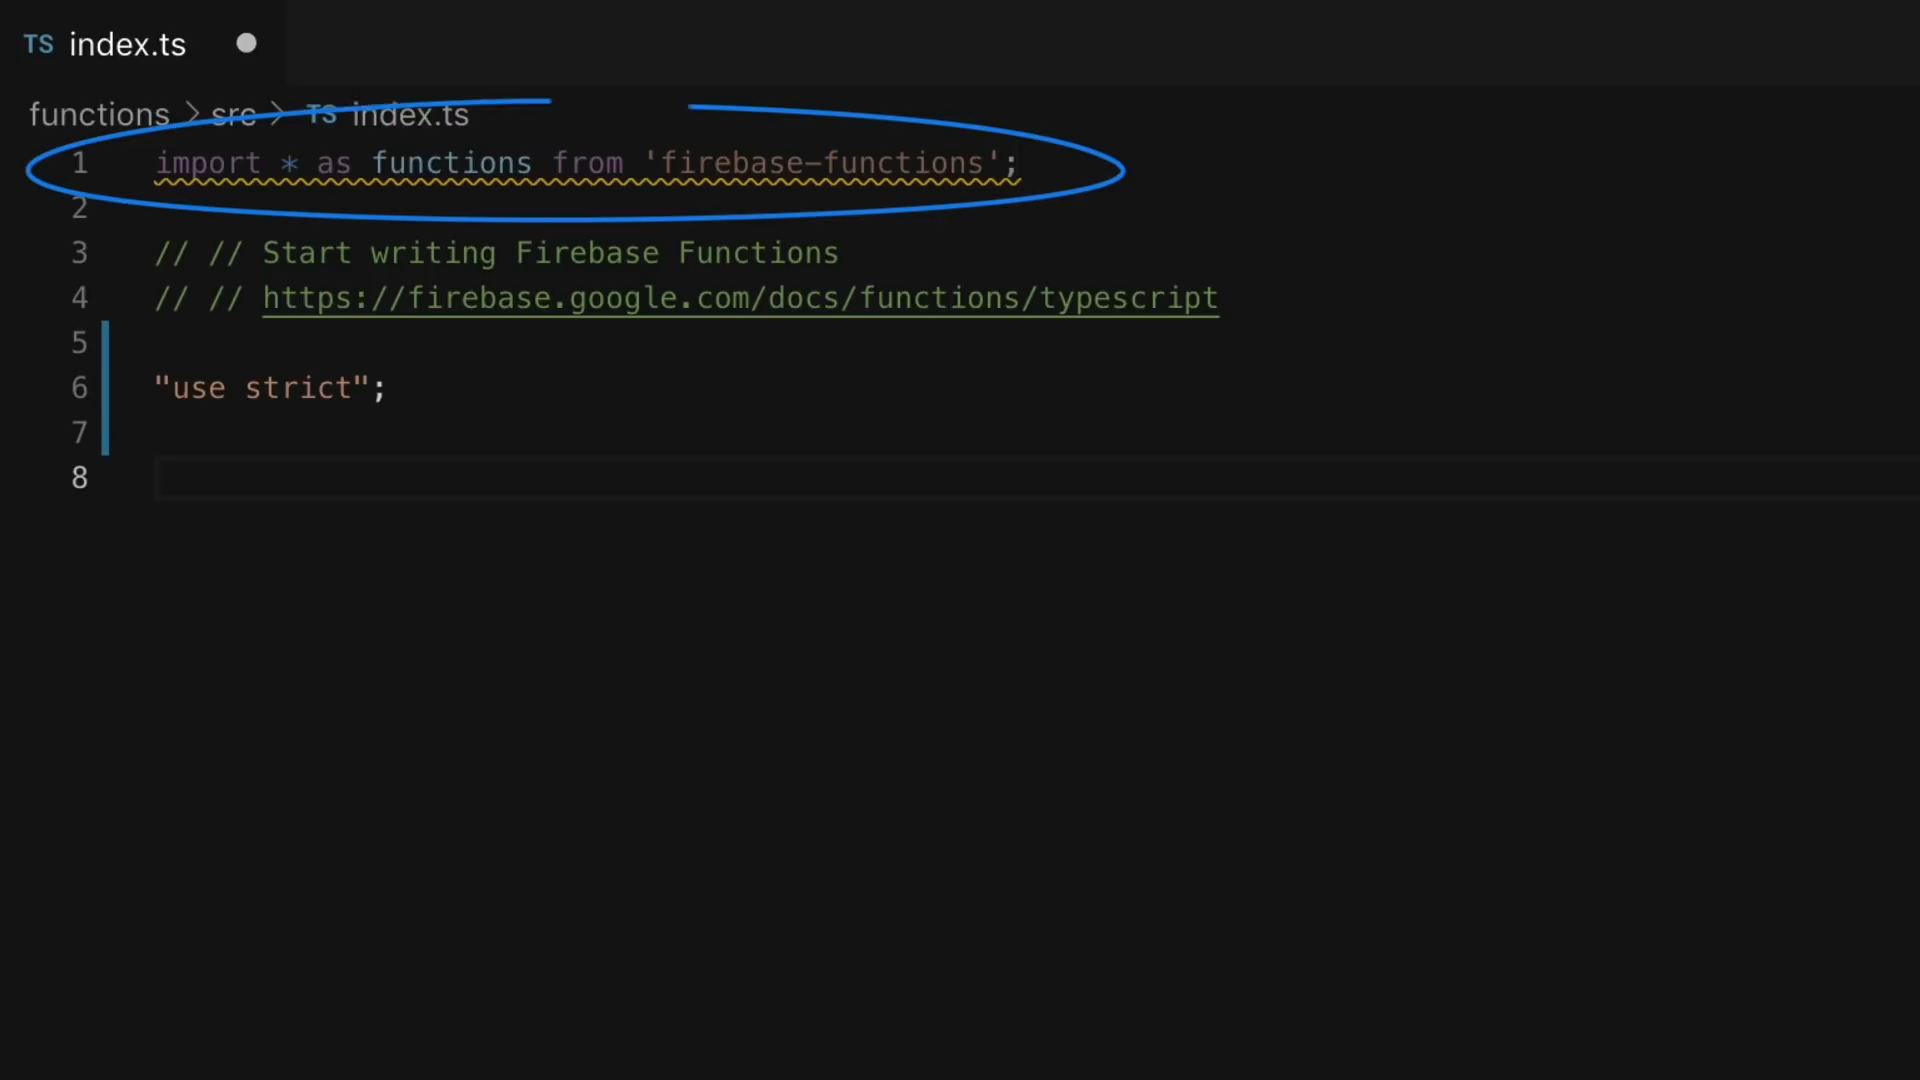 TS index.ts
functions > src > TS index.ts
1 import * as functions from 'firebase-functions';
2
3 // // Start writing Firebase Functions
4 // // https://firebase.google.com/docs/functions/typescript
5
6 "use strict";
7
8